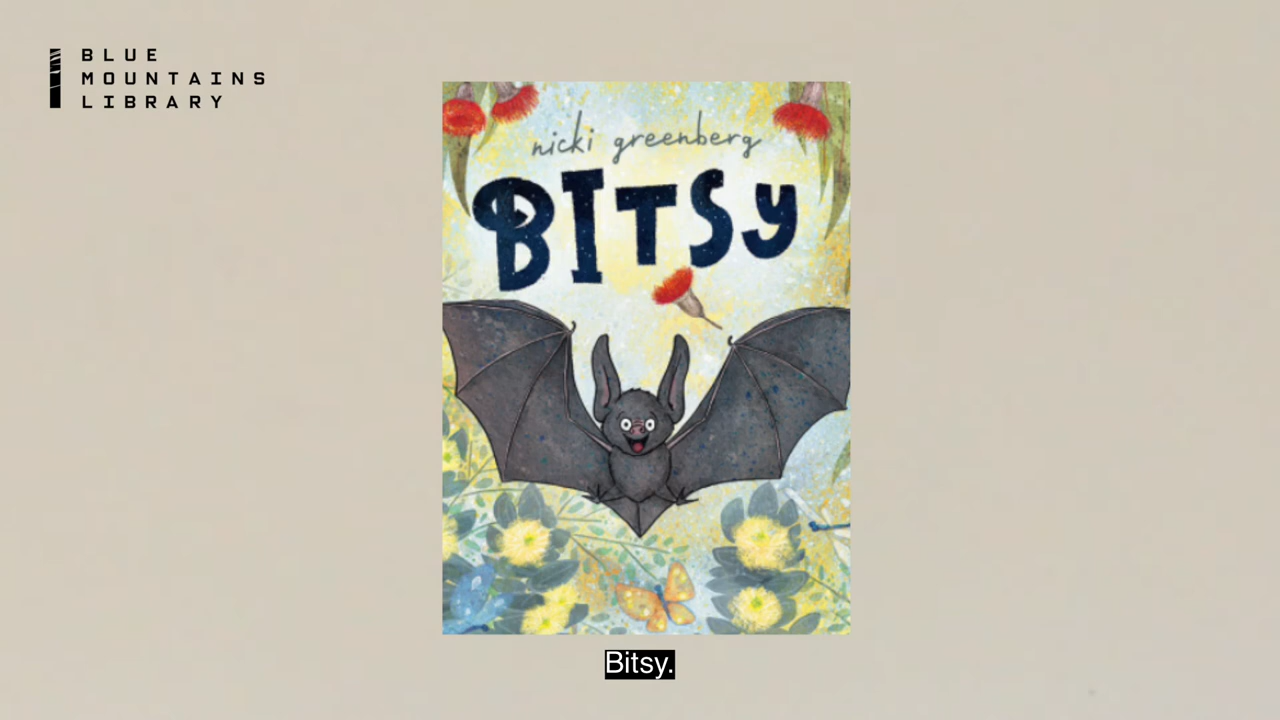 BLUE
MOUNTAINS
LIBRARY
nicki greenberg
BITSy
Bitsy.